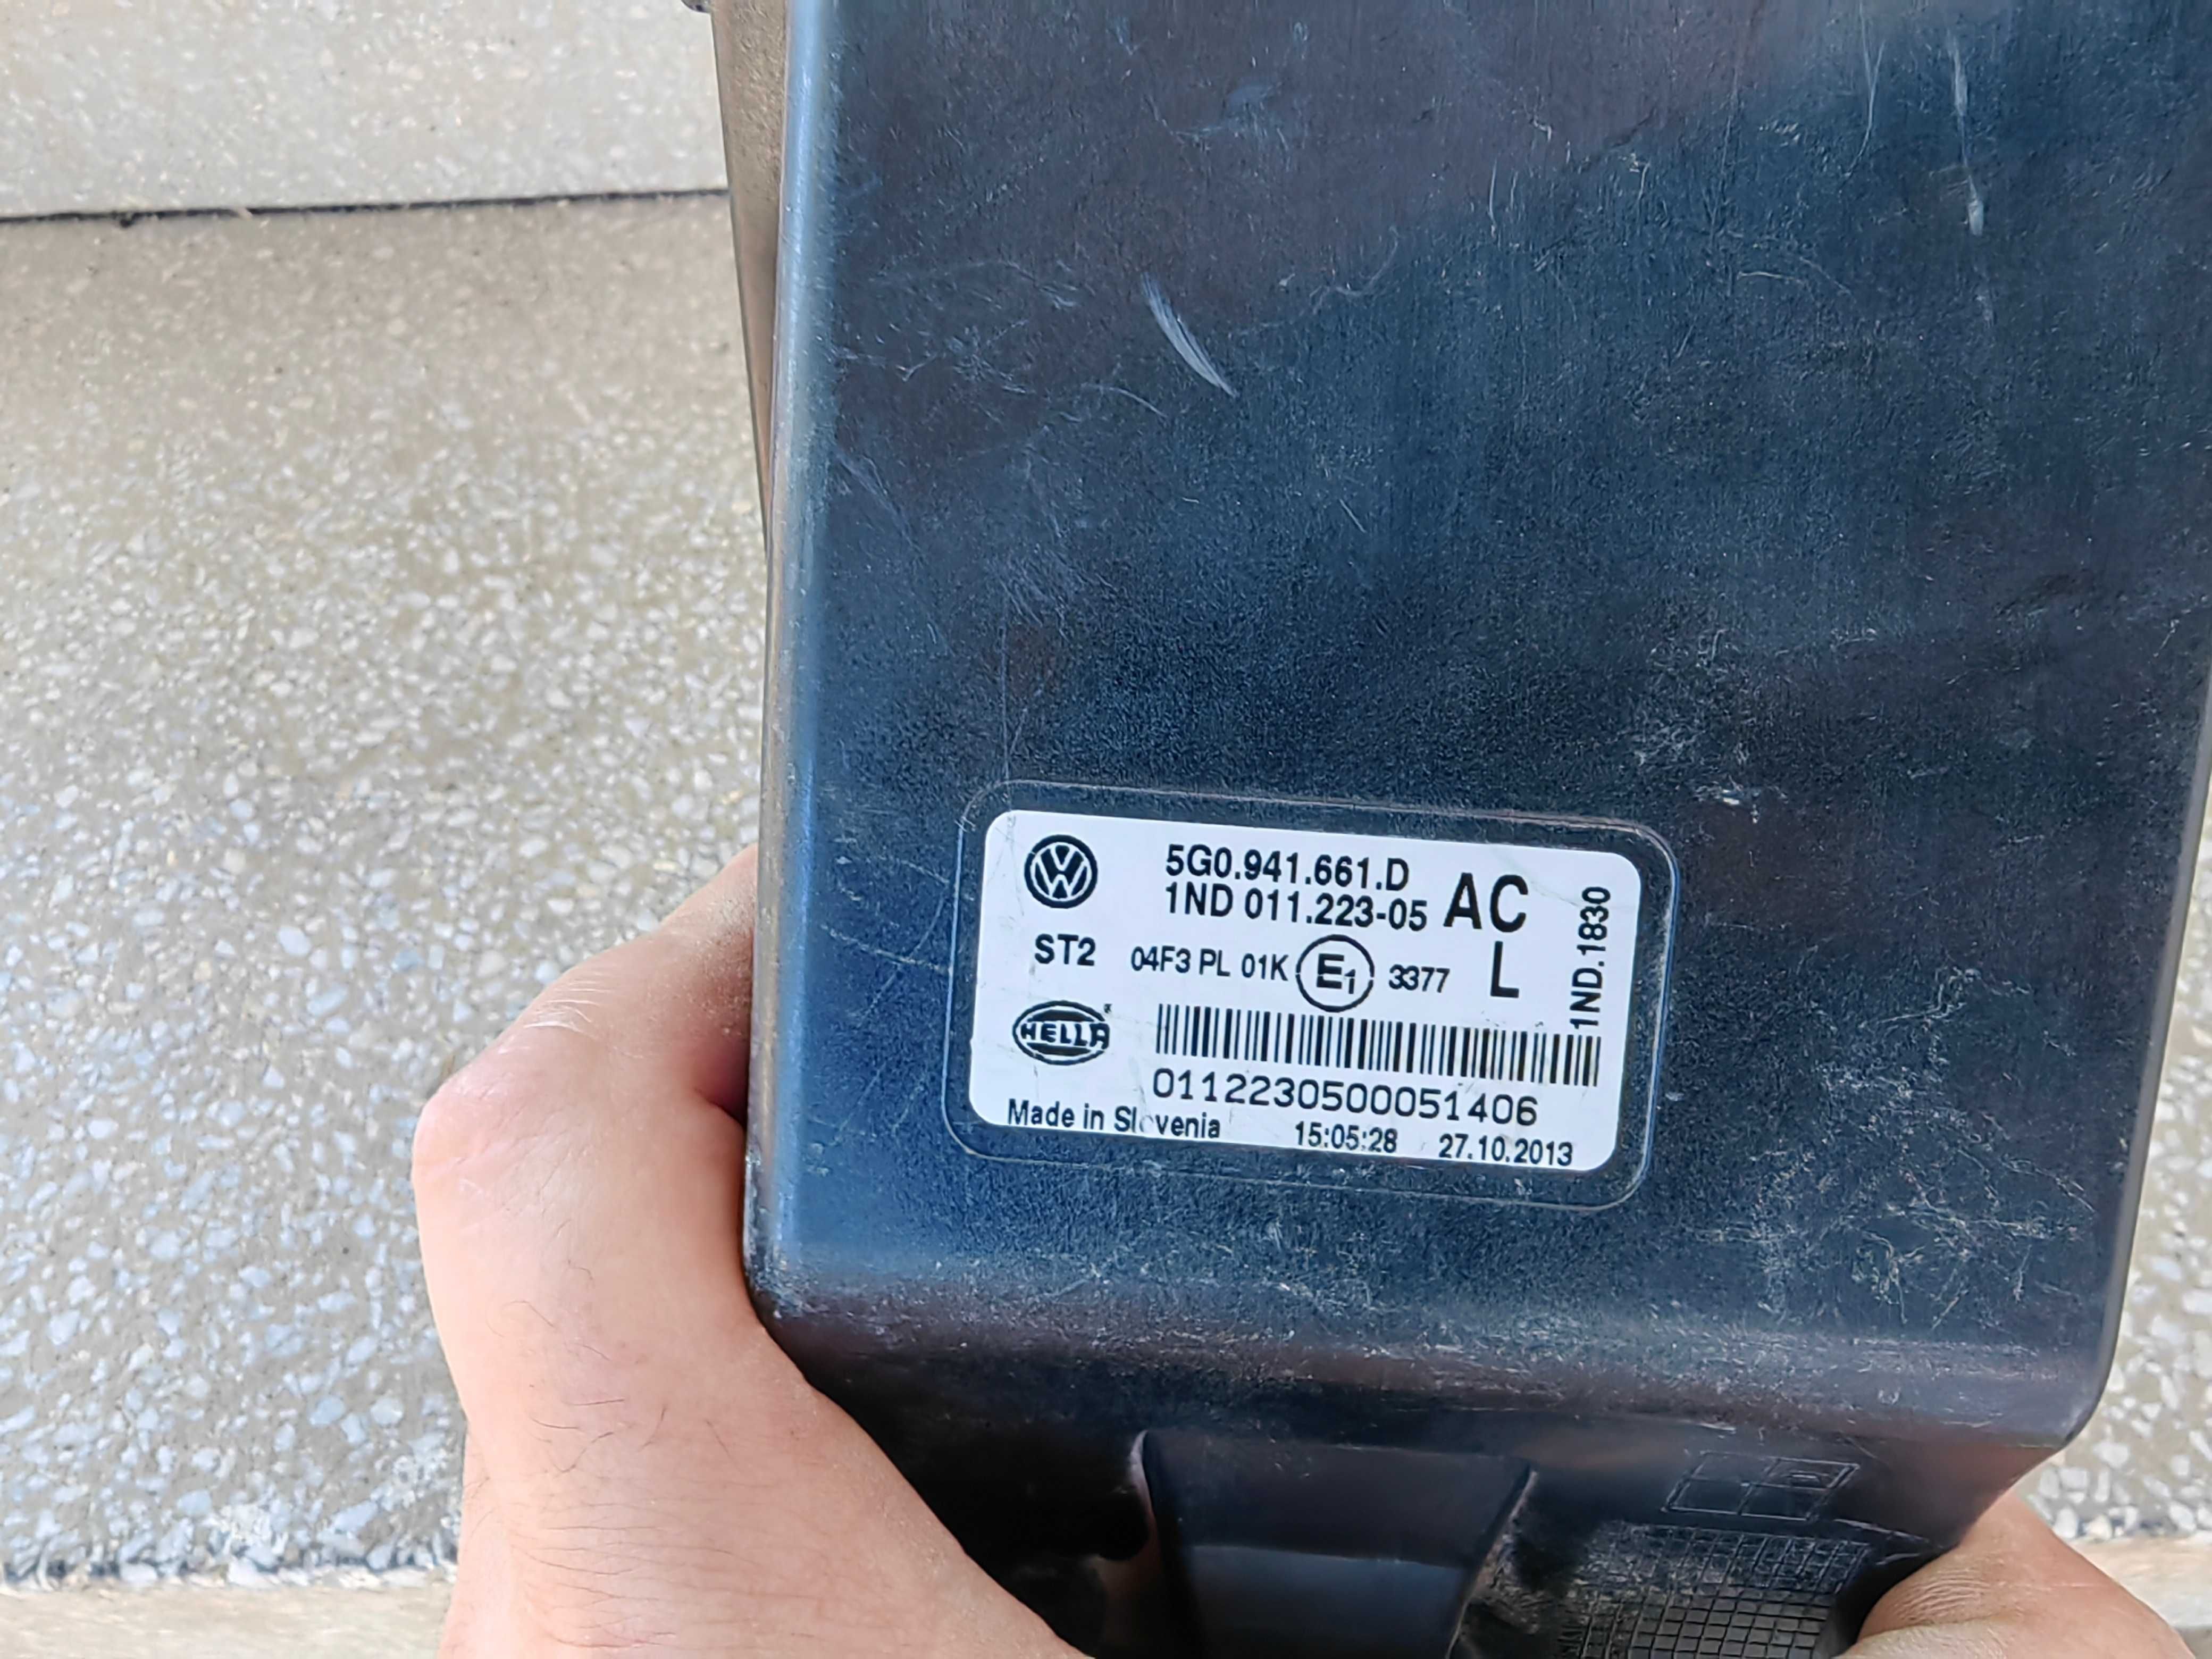 5G0.941.661.D
1ND 011.223-05 AC
ST2 04F3 PL 01K E1 3377 L
1ND.1830
HELLA
0112230500051406
Made in Slovenia 15:05:28 27.10.2013